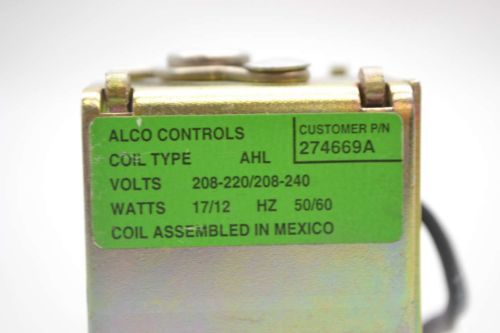 ALCO CONTROLS
CUSTOMER P/N
274669A
COIL TYPE AHL
VOLTS 208-220/208-240
WATTS 17/12 HZ 50/60
COIL ASSEMBLED IN MEXICO